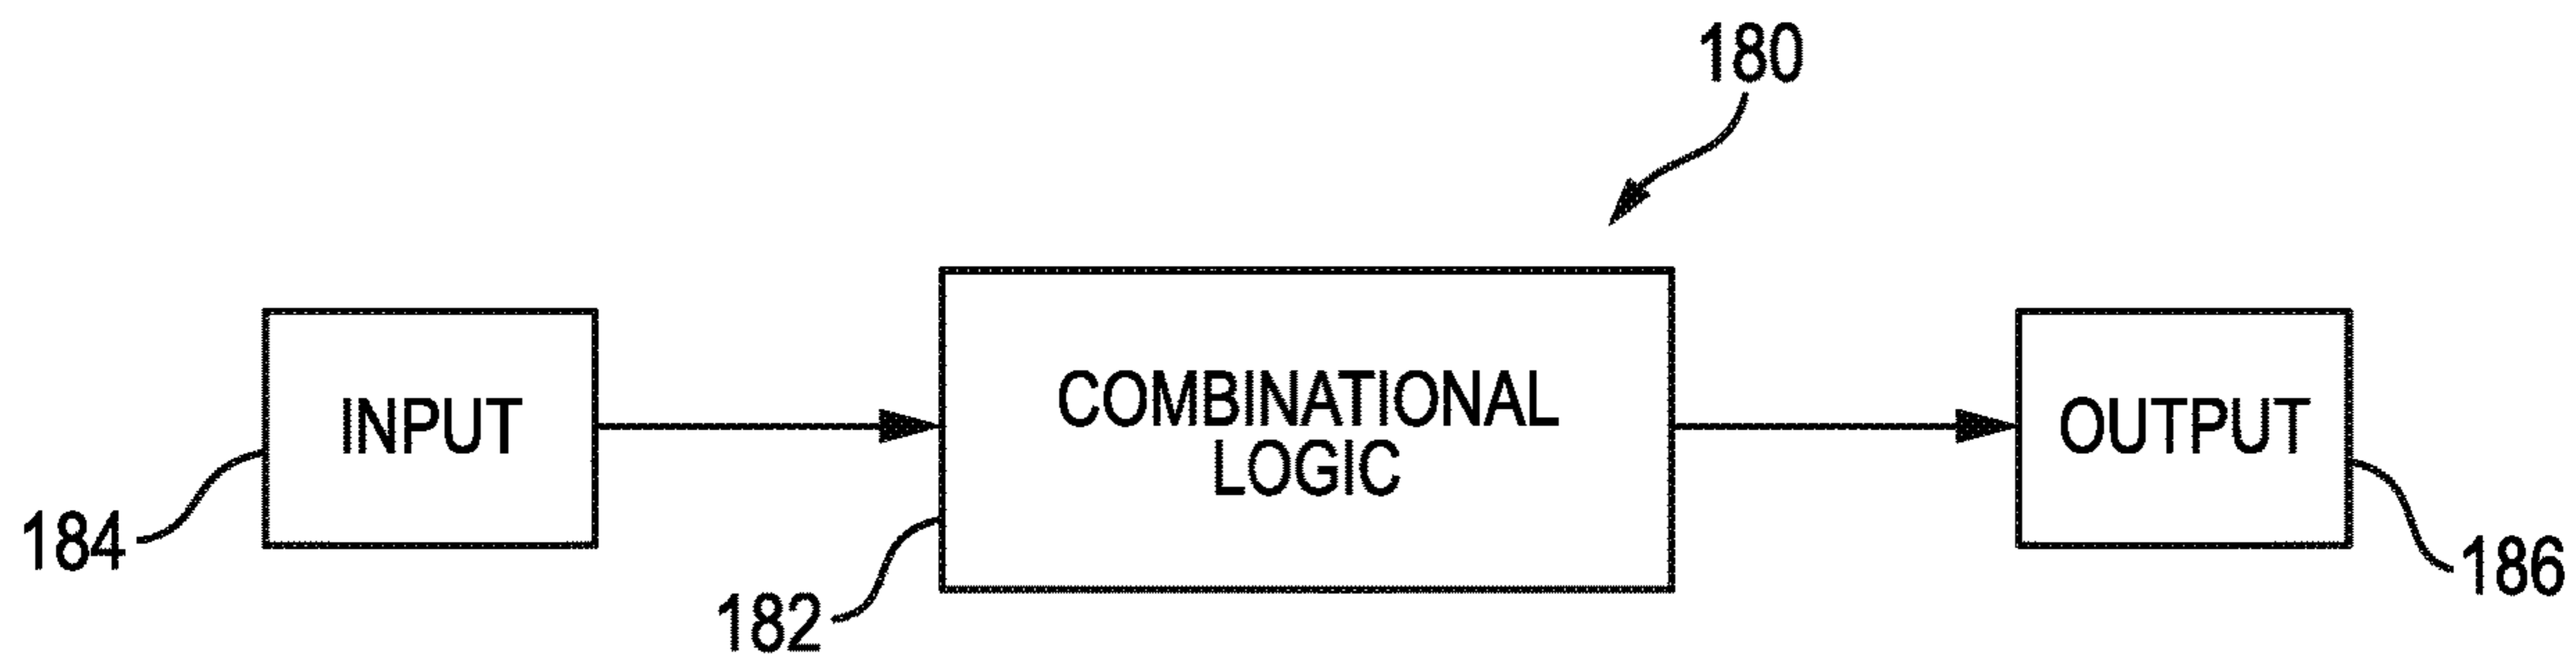 180
INPUT
COMBINATIONAL
LOGIC
OUTPUT
184
182
186